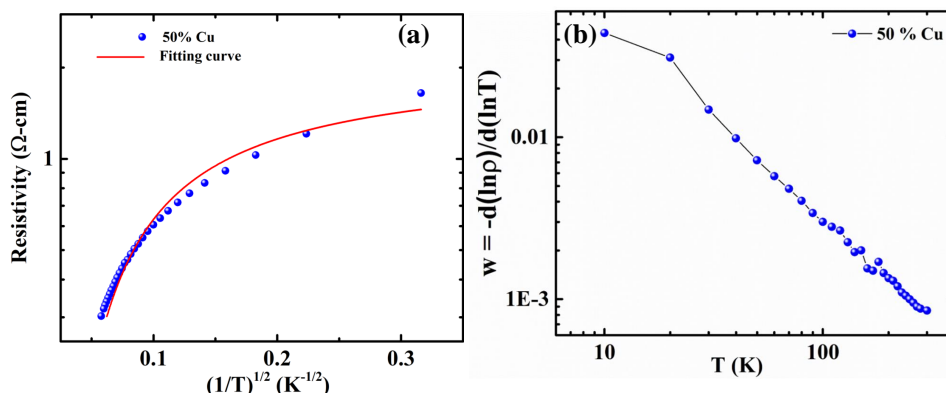 (a)
50% Cu
Fitting curve
Resistivity (Ω-cm)
1
0.1 0.2 0.3
(1/T)^1/2 (K^-1/2)
(b)
50 % Cu
w = -d(lnρ)/d(lnT)
0.01
1E-3
10 100
T (K)